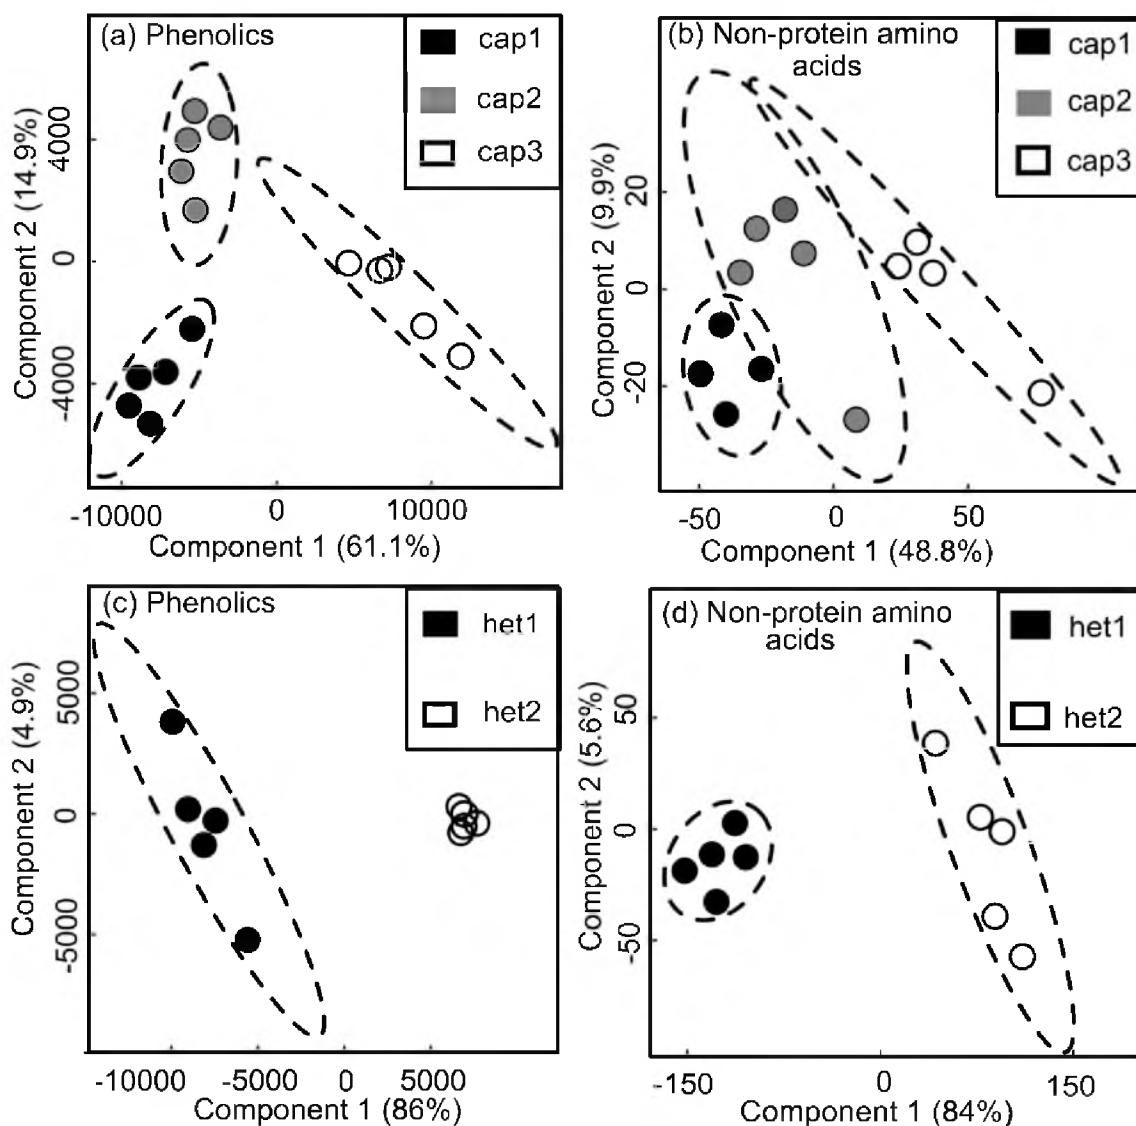 (a) Phenolics
cap1
cap2
cap3
4000
0
-4000
Component 2 (14.9%)
-10000
0
10000
Component 1 (61.1%)
(b) Non-protein amino
acids
cap1
cap2
cap3
20
0
-20
Component 2 (9.9%)
-50
0
50
Component 1 (48.8%)
(c) Phenolics
het1
het2
5000
0
-5000
Component 2 (4.9%)
-10000
-5000
0
5000
Component 1 (86%)
(d) Non-protein amino
acids
het1
het2
50
0
-50
Component 2 (5.6%)
-150
0
150
Component 1 (84%)